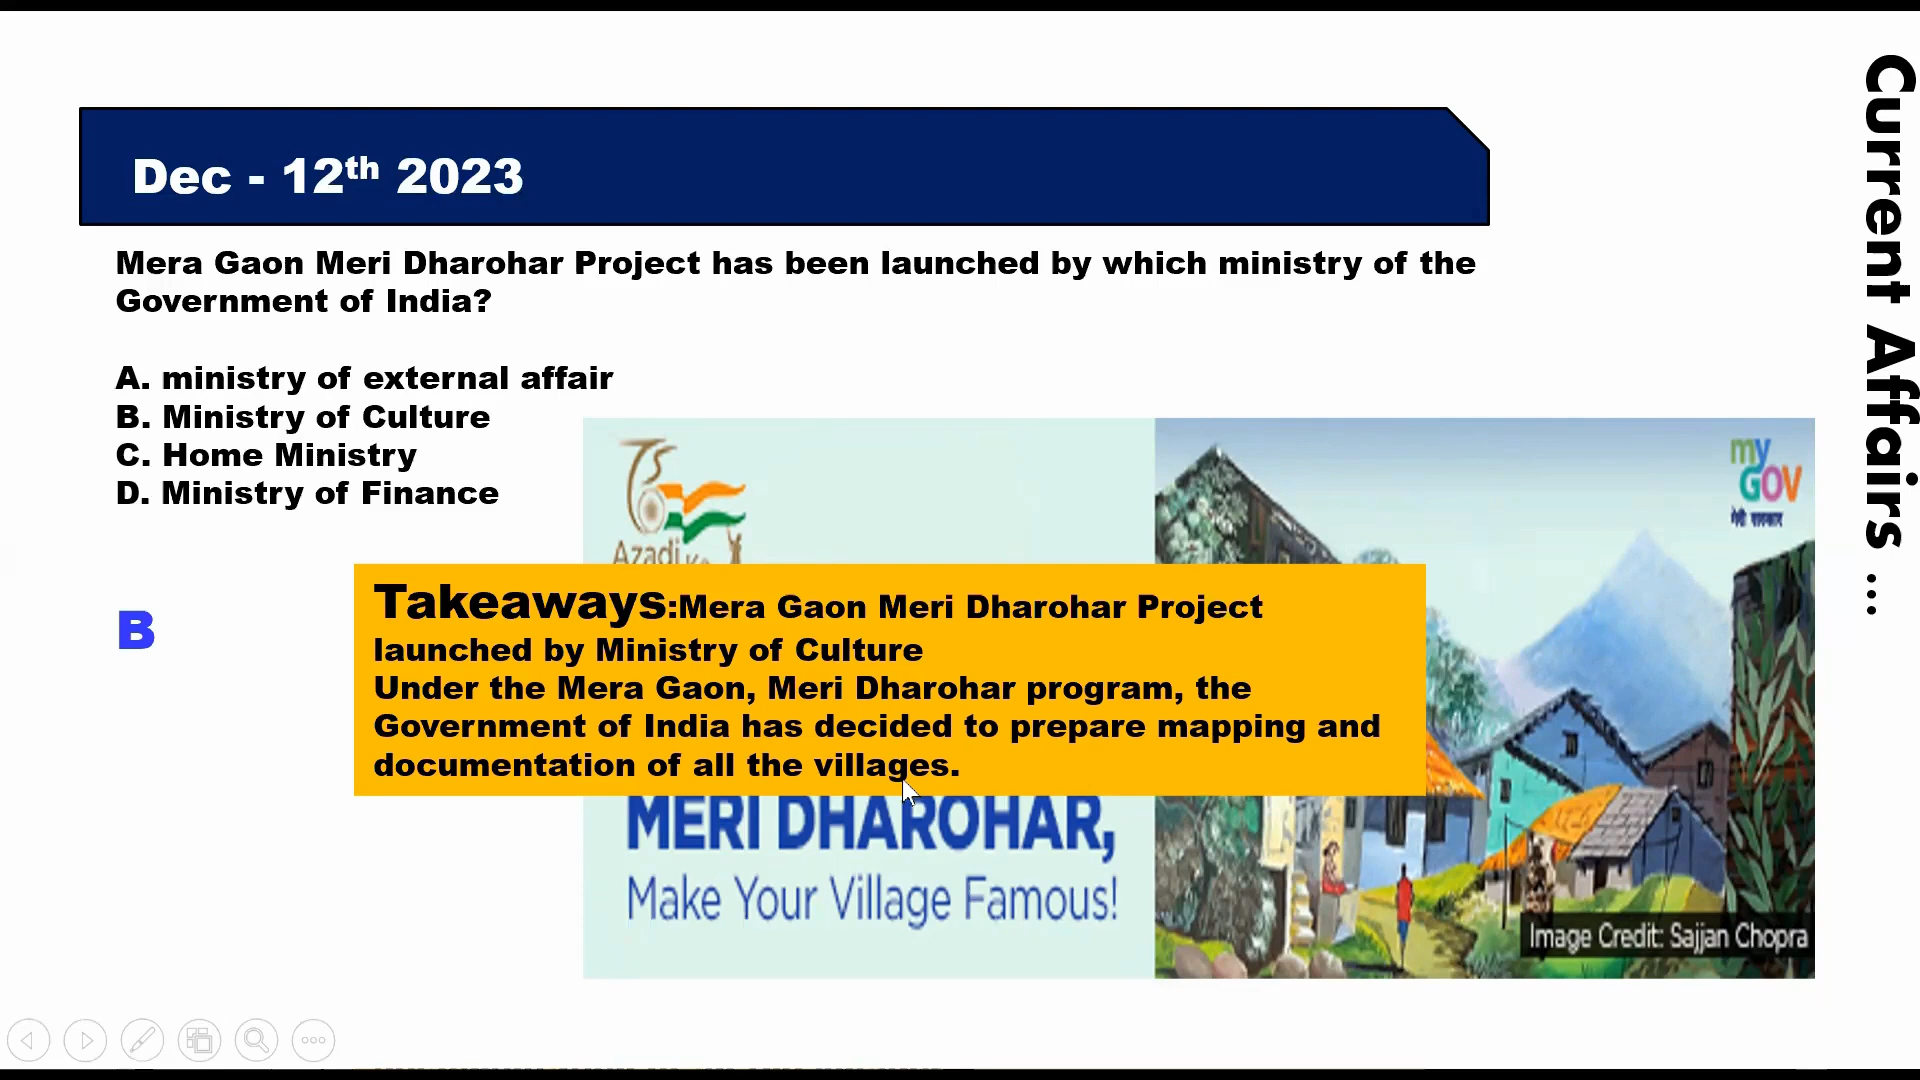 Dec - 12th 2023
Mera Gaon Meri Dharohar Project has been launched by which ministry of the
Government of India?
A. ministry of external affair
B. Ministry of Culture
C. Home Ministry
D. Ministry of Finance
B
Azadi Ka
Takeaways:Mera Gaon Meri Dharohar Project
launched by Ministry of Culture
Under the Mera Gaon, Meri Dharohar program, the
Government of India has decided to prepare mapping and
documentation of all the villages.
MERI DHAROHAR,
Make Your Village Famous!
my
GOV
मेरी सरकार
Image Credit: Sajjan Chopra
Current Affairs ...